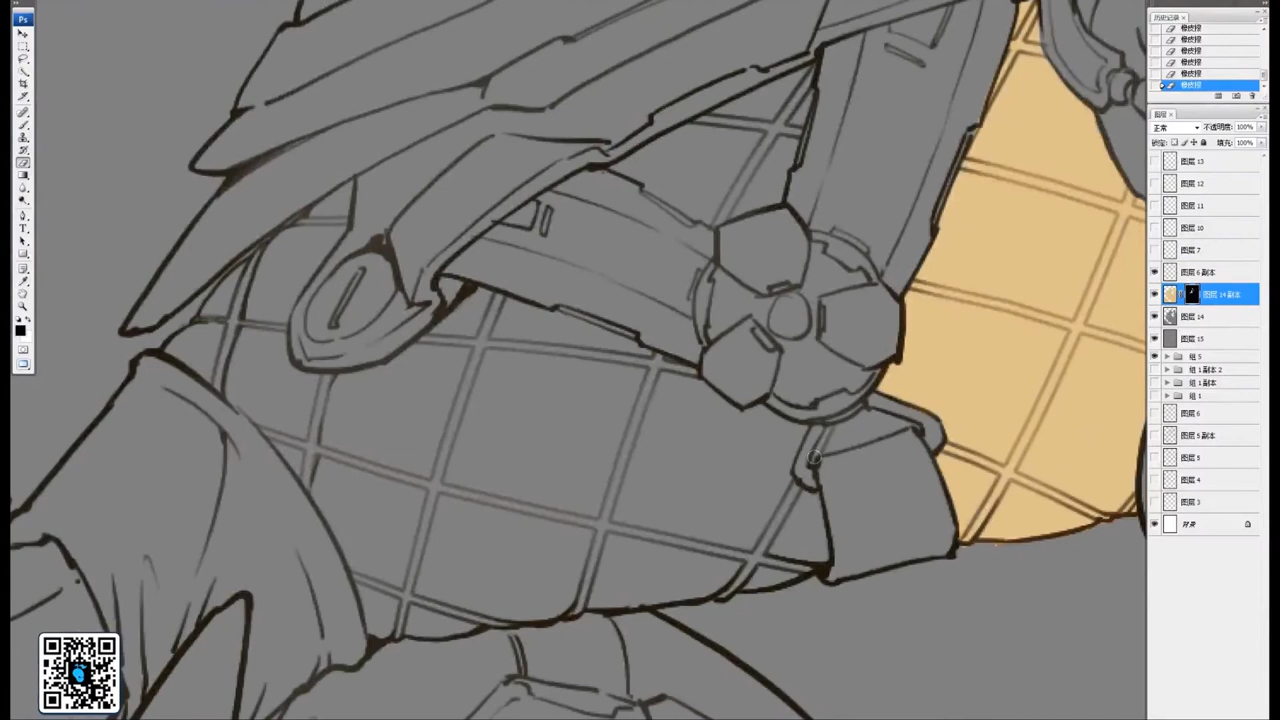 Ps
历史记录
橡皮擦
橡皮擦
橡皮擦
橡皮擦
橡皮擦
橡皮擦
图层
正常 不透明度: 100%
锁定: 填充: 100%
图层 13
图层 12
图层 11
图层 10
图层 7
图层 6 副本
图层 14 副本
图层 14
图层 15
组 5
组 1 副本 2
组 1 副本
组 1
图层 6
图层 5 副本
图层 5
图层 4
图层 3
背景
T